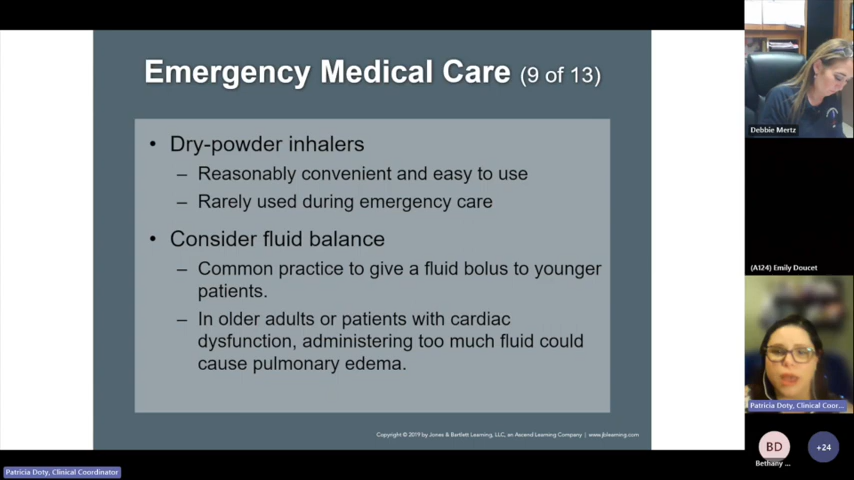 Emergency Medical Care (9 of 13)
• Dry-powder inhalers
– Reasonably convenient and easy to use
– Rarely used during emergency care
• Consider fluid balance
– Common practice to give a fluid bolus to younger
patients.
– In older adults or patients with cardiac
dysfunction, administering too much fluid could
cause pulmonary edema.
Copyright © 2019 by Jones & Bartlett Learning, LLC, an Ascend Learning Company | www.jblearning.com
Debbie Mertz
(A124) Emily Doucet
Patricia Doty, Clinical Coor...
BD
+24
Bethany ...
Patricia Doty, Clinical Coordinator